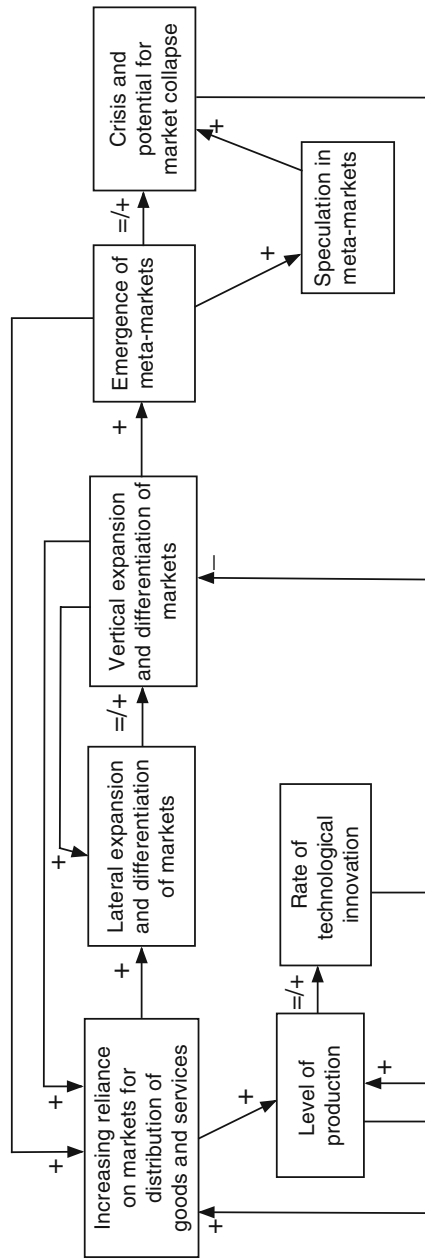 Increasing reliance
on markets for
distribution of
goods and services
Lateral expansion
and differentiation
of markets
Vertical expansion
and differentiation of
markets
Emergence of
meta-markets
Crisis and
potential for
market collapse
Level of
production
Rate of
technological
innovation
Speculation in
meta-markets
+
+
+
+
+
=/+
+
=/+
+
+
=/+
+
+
–